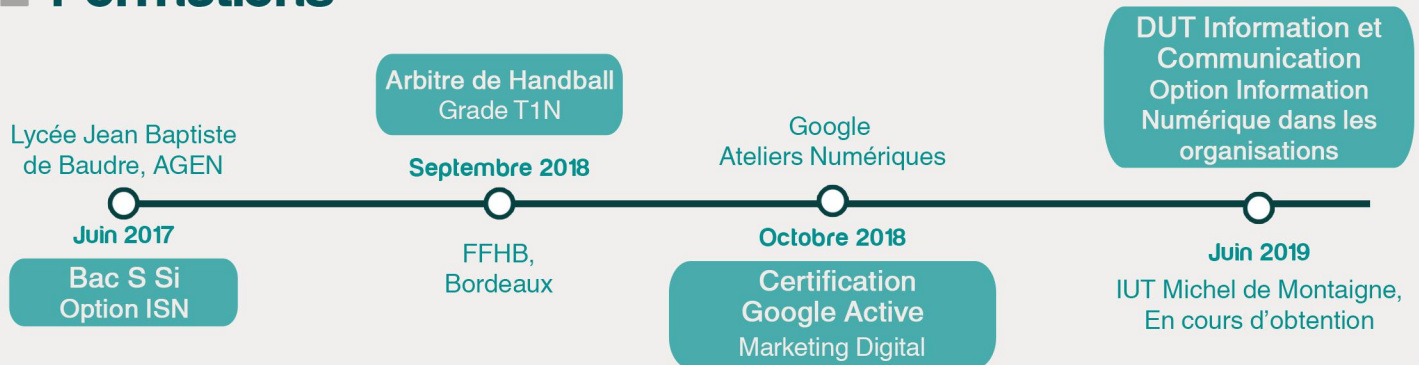 Formations
Lycée Jean Baptiste
de Baudre, AGEN
Juin 2017
Bac S Si
Option ISN
Arbitre de Handball
Grade T1N
Septembre 2018
FFHB,
Bordeaux
Google
Ateliers Numériques
Octobre 2018
Certification
Google Active
Marketing Digital
DUT Information et
Communication
Option Information
Numérique dans les
organisations
Juin 2019
IUT Michel de Montaigne,
En cours d'obtention